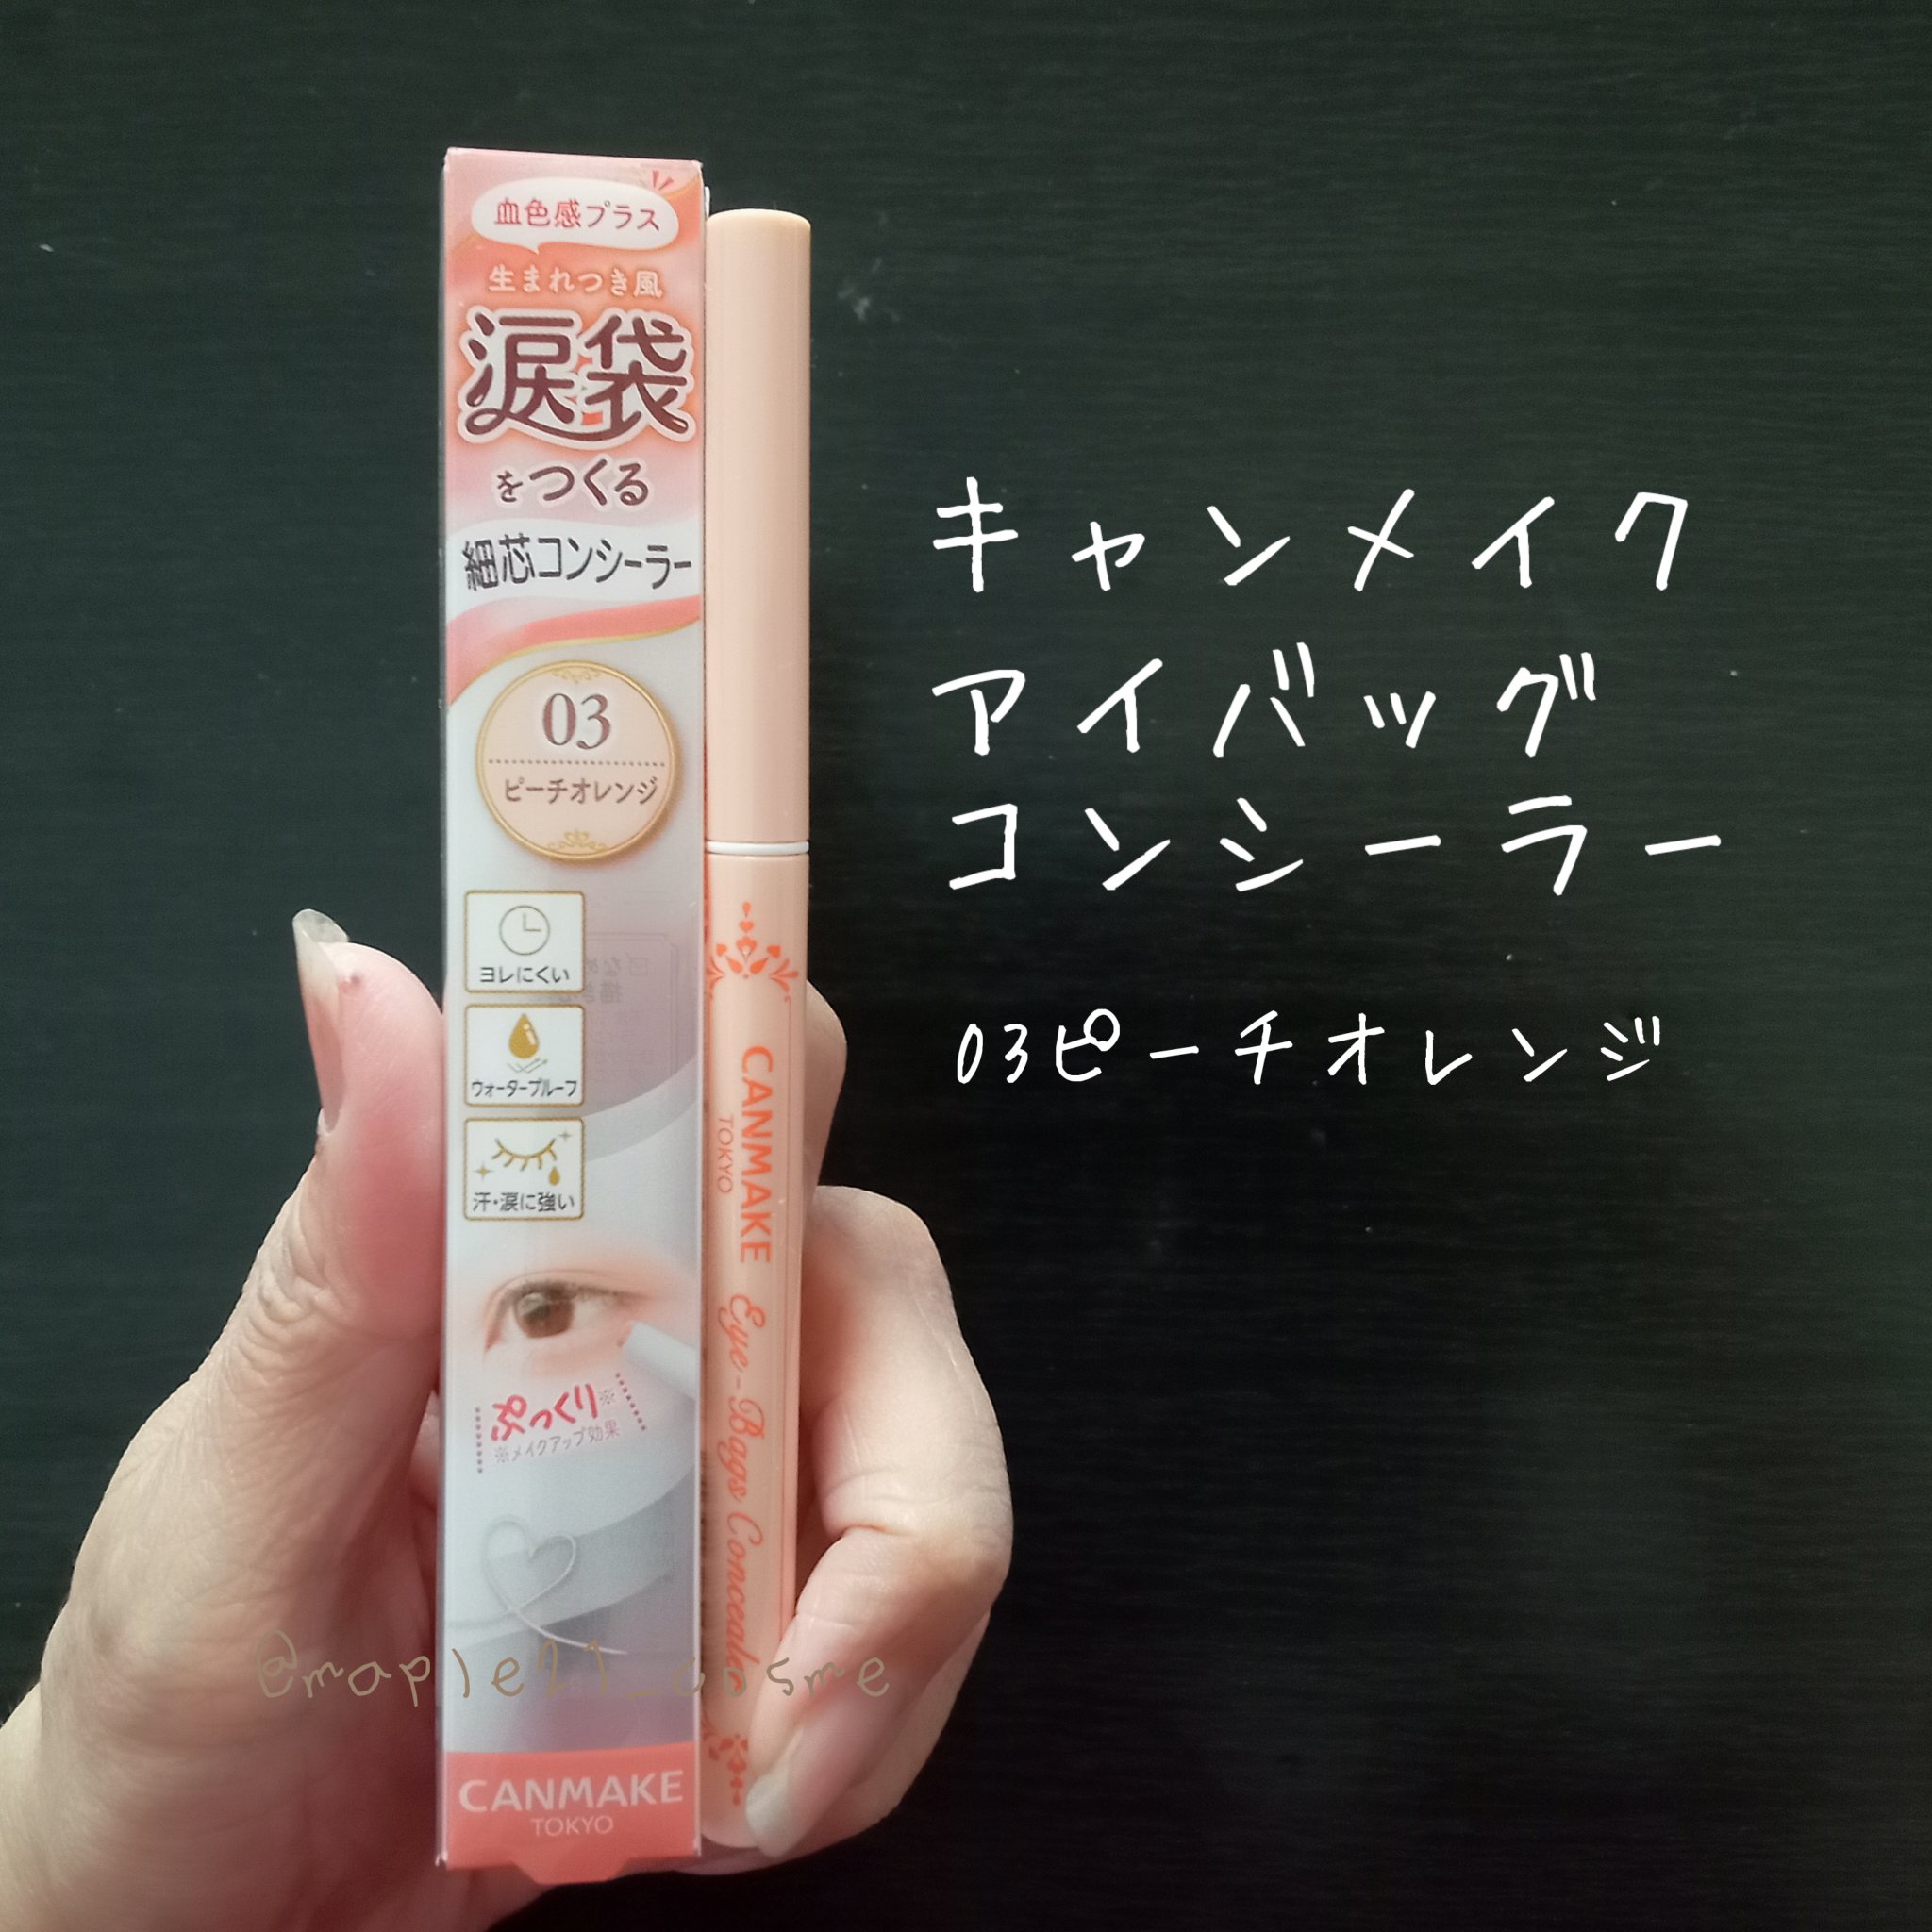 血色感プラス
生まれつき風
涙袋
をつくる
細芯コンシーラー
03
ピーチオレンジ
ヨレにくい
ウォータープルーフ
汗・涙に強い
ぷっくり※
※メイクアップ効果
CANMAKE
TOKYO
CANMAKE
TOKYO
Eye-Bags Concealer
キャンメイク
アイバッグ
コンシーラー
03ピーチオレンジ
@maple21_cosme